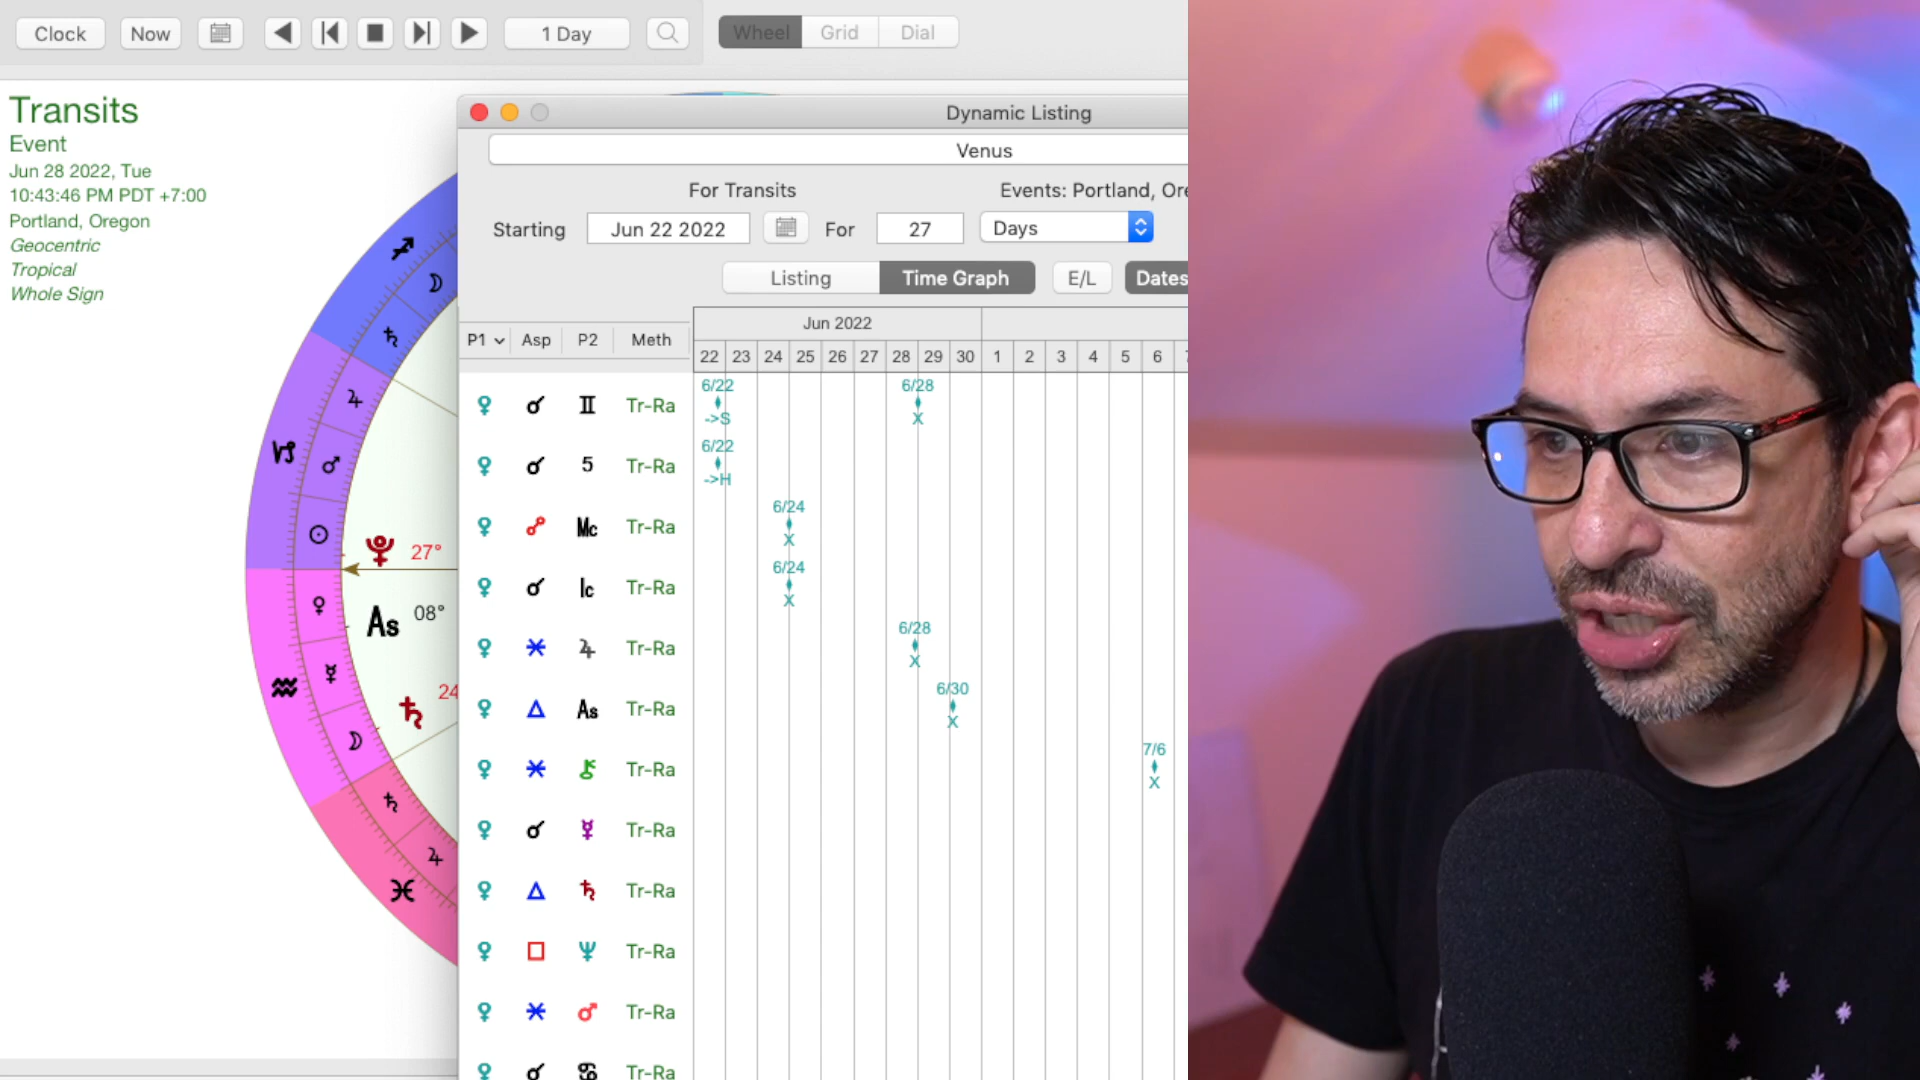 Clock Now 1 Day Wheel Grid Dial
Transits
Event
Jun 28 2022, Tue
10:43:46 PM PDT +7:00
Portland, Oregon
Geocentric
Tropical
Whole Sign
27°
As 08°
24
Dynamic Listing
Venus
For Transits Events: Portland, Ore
Starting Jun 22 2022 For 27 Days
Listing Time Graph E/L Dates
Jun 2022
P1 Asp P2 Meth 22 23 24 25 26 27 28 29 30 1 2 3 4 5 6
♀ ☌ ♊ Tr-Ra 6/22 ->S 6/28 X
♀ ☌ 5 Tr-Ra 6/22 ->H
♀ ☍ Mc Tr-Ra 6/24 X
♀ ☌ Ic Tr-Ra 6/24 X
♀ ⚹ ♃ Tr-Ra 6/28 X
♀ △ As Tr-Ra 6/30 X
♀ ⚹ ⚷ Tr-Ra 7/6 X
♀ ☌ ☿ Tr-Ra
♀ △ ♄ Tr-Ra
♀ □ ♆ Tr-Ra
♀ ⚹ ♂ Tr-Ra
♀ ☌ ♋ Tr-Ra